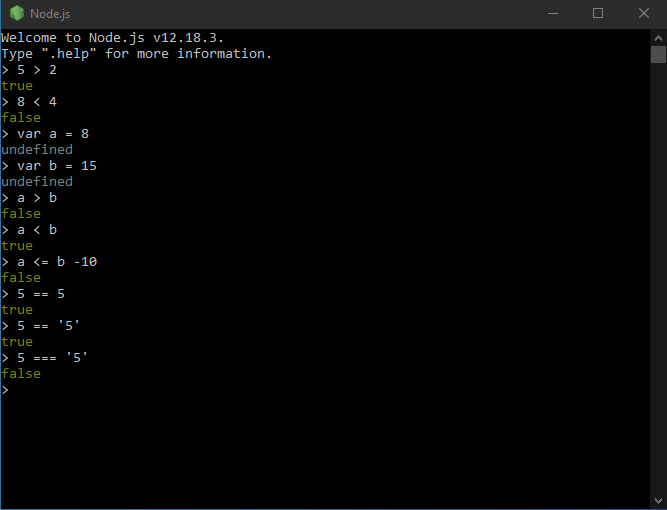 Node.js
Welcome to Node.js v12.18.3.
Type ".help" for more information.
> 5 > 2
true
> 8 < 4
false
> var a = 8
undefined
> var b = 15
undefined
> a > b
false
> a < b
true
> a <= b -10
false
> 5 == 5
true
> 5 == '5'
true
> 5 === '5'
false
>